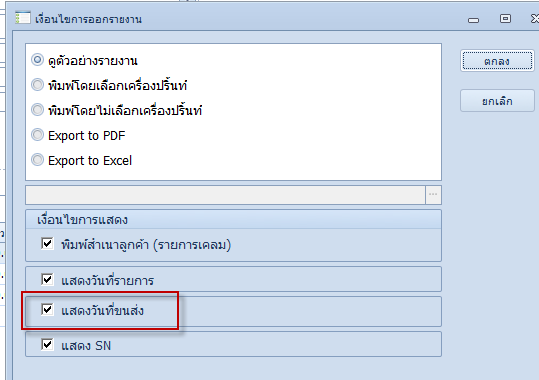 เงื่อนไขการออกรายงาน
ดูตัวอย่างรายงาน
ตกลง
พิมพ์โดยเลือกเครื่องปริ้นท์
ยกเลิก
พิมพ์โดยไม่เลือกเครื่องปริ้นท์
Export to PDF
Export to Excel
...
เงื่อนไขการแสดง
พิมพ์สำเนาลูกค้า (รายการเคลม)
แสดงวันที่รายการ
แสดงวันที่ขนส่ง
แสดง SN